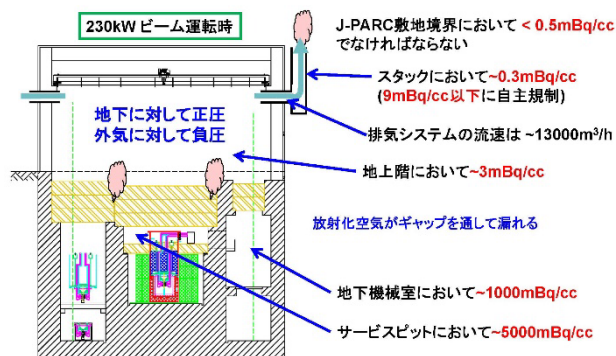 230kW ビーム運転時
J-PARC敷地境界において < 0.5mBq/cc
でなければならない
スタックにおいて~0.3mBq/cc
(9mBq/cc以下に自主規制)
地下に対して正圧
外気に対して負圧
排気システムの流速は ~13000m³/h
地上階において~3mBq/cc
放射化空気がギャップを通して漏れる
地下機械室において~1000mBq/cc
サービスピットにおいて~5000mBq/cc